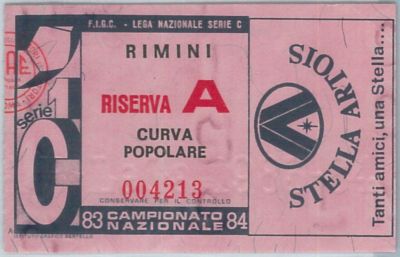 F.I.G.C. - LEGA NAZIONALE SERIE C
RIMINI
RISERVA A
CURVA
POPOLARE
004213
CONSERVARE PER IL CONTROLLO
83 CAMPIONATO NAZIONALE 84
serie
C
STELLA ARTOIS
Tanti amici, una Stella....